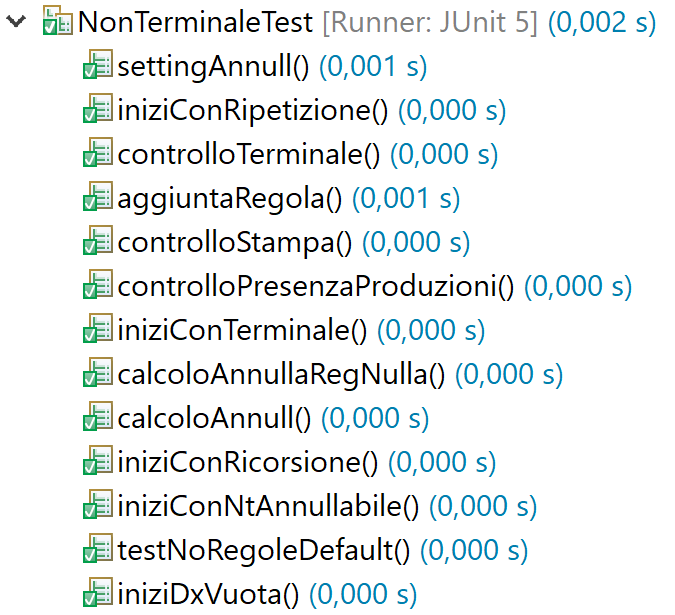 NonTerminaleTest [Runner: JUnit 5] (0,002 s)
settingAnnull() (0,001 s)
iniziConRipetizione() (0,000 s)
controlloTerminale() (0,000 s)
aggiuntaRegola() (0,001 s)
controlloStampa() (0,000 s)
controlloPresenzaProduzioni() (0,000 s)
iniziConTerminale() (0,000 s)
calcoloAnnullaRegNulla() (0,000 s)
calcoloAnnull() (0,000 s)
iniziConRicorsione() (0,000 s)
iniziConNtAnnullabile() (0,000 s)
testNoRegoleDefault() (0,000 s)
iniziDxVuota() (0,000 s)